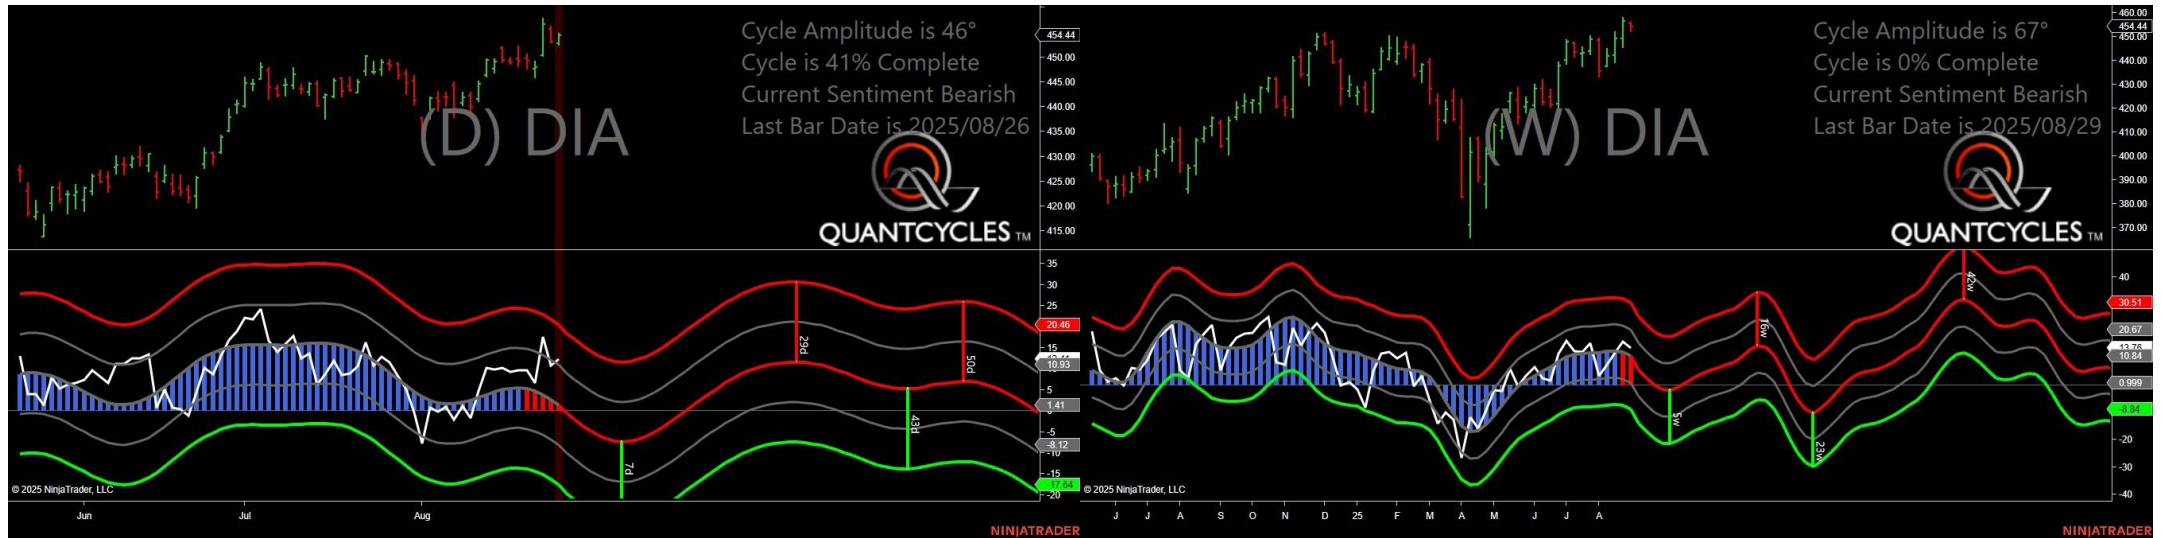 Cycle Amplitude is 46°
Cycle is 41% Complete
Current Sentiment Bearish
Last Bar Date is 2025/08/26
(D) DIA
QUANTCYCLES TM
454.44
450.00
445.00
440.00
435.00
430.00
425.00
420.00
415.00
35
30
25
20.46
15
10.93
5
1.41
-5
-8.12
-10
-15
-17.64
-20
7d
29d
43d
50d
© 2025 NinjaTrader, LLC
Jun
Jul
Aug
NINJATRADER
Cycle Amplitude is 67°
Cycle is 0% Complete
Current Sentiment Bearish
Last Bar Date is 2025/08/29
(W) DIA
QUANTCYCLES TM
460.00
454.44
450.00
440.00
430.00
420.00
410.00
400.00
390.00
380.00
370.00
40
30.51
20.67
13.76
10.84
0.999
-8.84
-20
-30
-40
5w
16w
23w
42w
© 2025 NinjaTrader, LLC
J J A S O N D 25 F M A M J J A
NINJATRADER